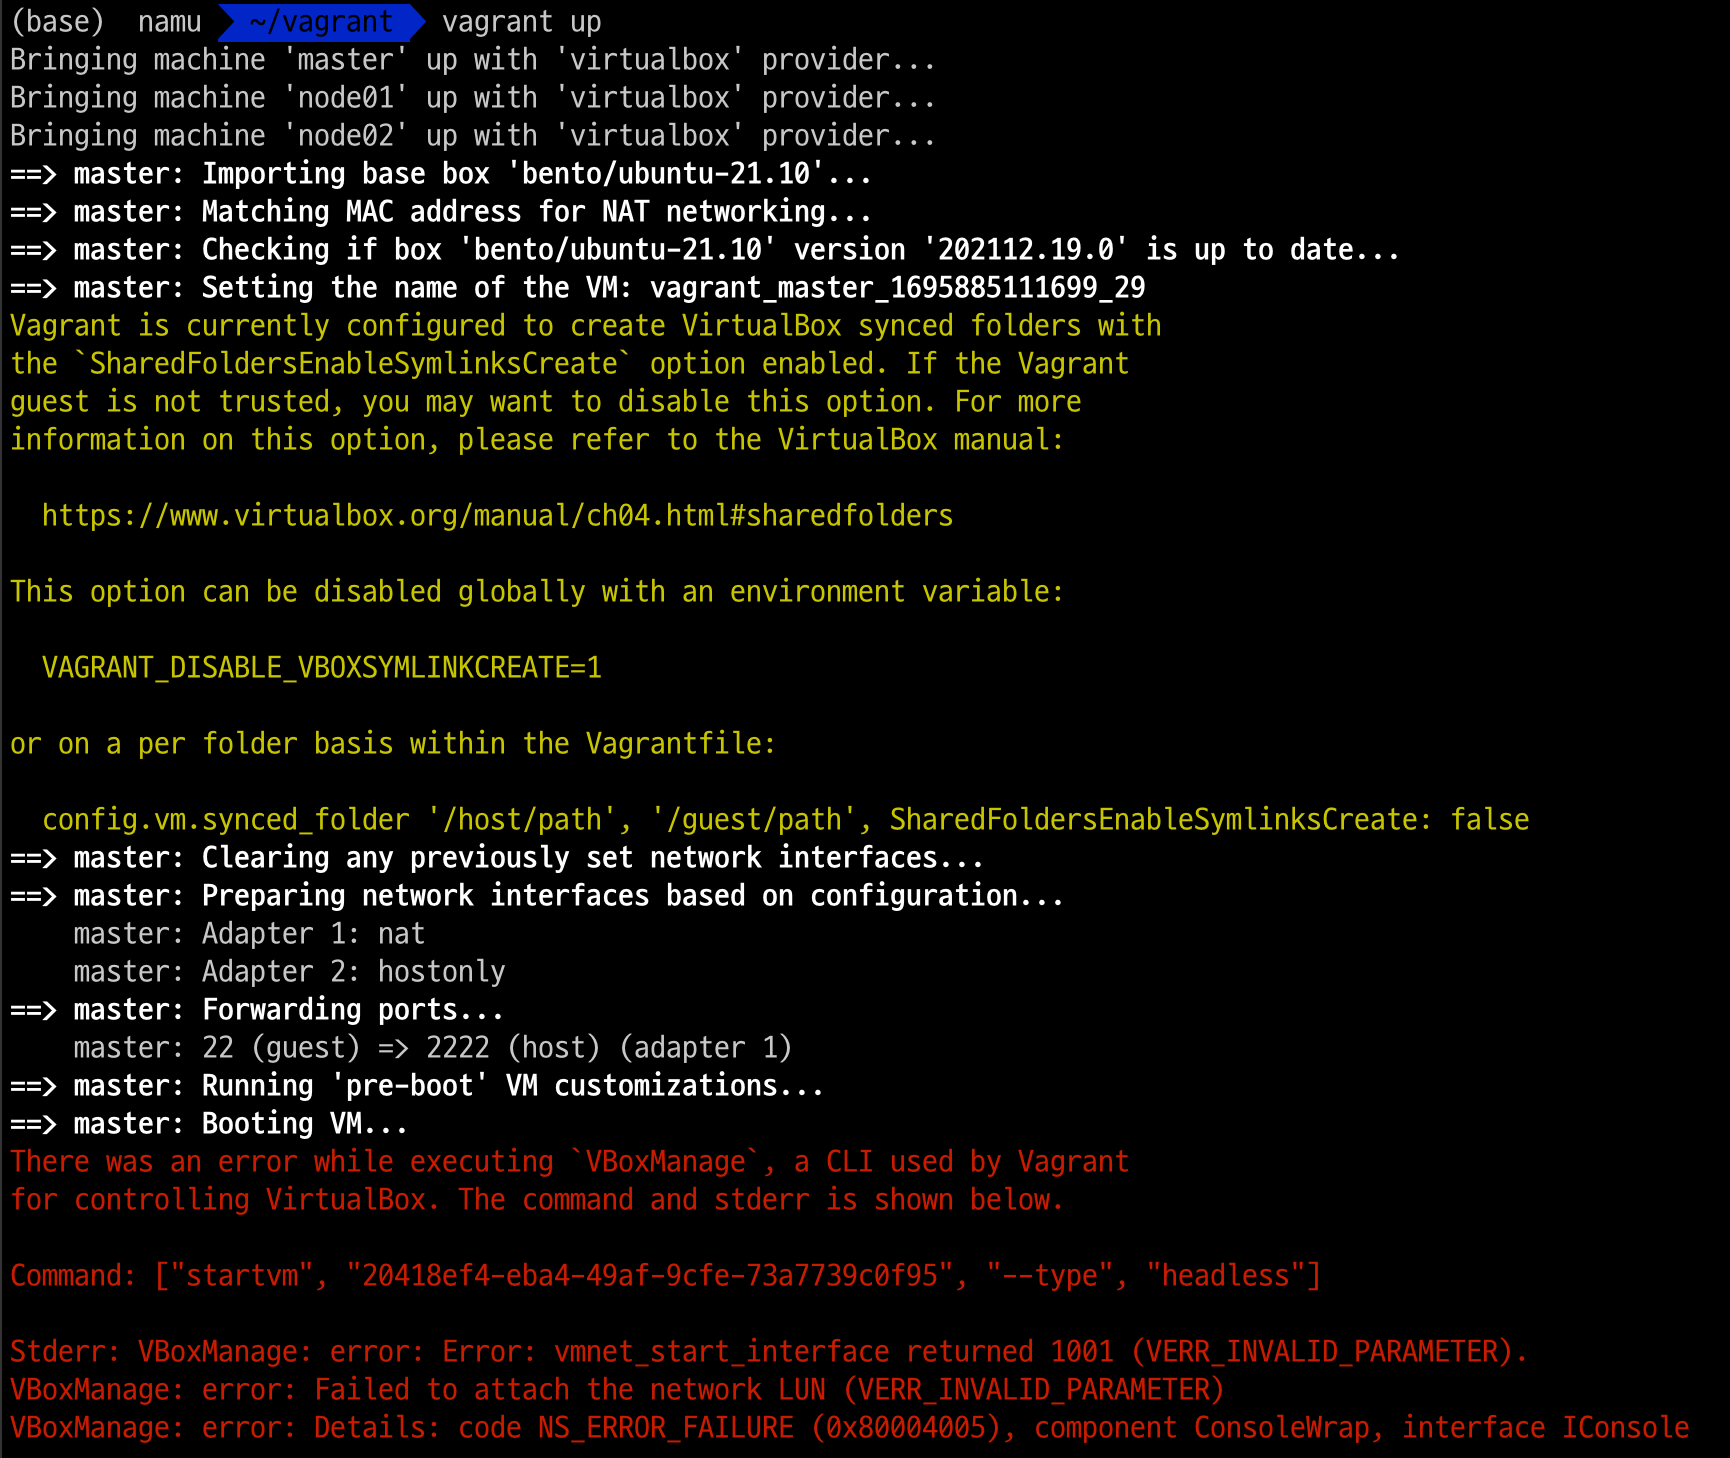 (base)  namu  ~/vagrant  vagrant up
Bringing machine 'master' up with 'virtualbox' provider...
Bringing machine 'node01' up with 'virtualbox' provider...
Bringing machine 'node02' up with 'virtualbox' provider...
==> master: Importing base box 'bento/ubuntu-21.10'...
==> master: Matching MAC address for NAT networking...
==> master: Checking if box 'bento/ubuntu-21.10' version '202112.19.0' is up to date...
==> master: Setting the name of the VM: vagrant_master_1695885111699_29
Vagrant is currently configured to create VirtualBox synced folders with
the `SharedFoldersEnableSymlinksCreate` option enabled. If the Vagrant
guest is not trusted, you may want to disable this option. For more
information on this option, please refer to the VirtualBox manual:

  https://www.virtualbox.org/manual/ch04.html#sharedfolders

This option can be disabled globally with an environment variable:

  VAGRANT_DISABLE_VBOXSYMLINKCREATE=1

or on a per folder basis within the Vagrantfile:

  config.vm.synced_folder '/host/path', '/guest/path', SharedFoldersEnableSymlinksCreate: false
==> master: Clearing any previously set network interfaces...
==> master: Preparing network interfaces based on configuration...
    master: Adapter 1: nat
    master: Adapter 2: hostonly
==> master: Forwarding ports...
    master: 22 (guest) => 2222 (host) (adapter 1)
==> master: Running 'pre-boot' VM customizations...
==> master: Booting VM...
There was an error while executing `VBoxManage`, a CLI used by Vagrant
for controlling VirtualBox. The command and stderr is shown below.

Command: ["startvm", "20418ef4-eba4-49af-9cfe-73a7739c0f95", "--type", "headless"]

Stderr: VBoxManage: error: Error: vmnet_start_interface returned 1001 (VERR_INVALID_PARAMETER).
VBoxManage: error: Failed to attach the network LUN (VERR_INVALID_PARAMETER)
VBoxManage: error: Details: code NS_ERROR_FAILURE (0x80004005), component ConsoleWrap, interface IConsole